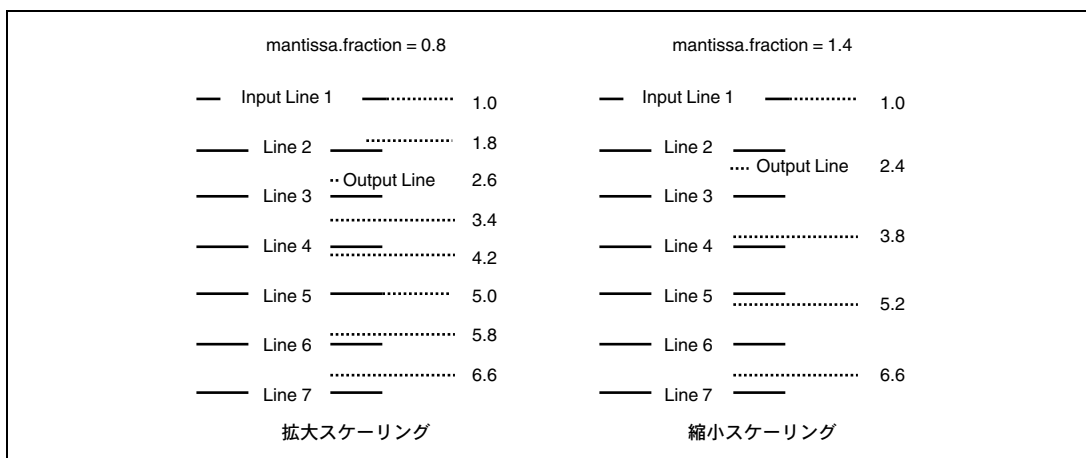 mantissa.fraction = 0.8
Input Line 1
1.0
1.8
Line 2
Output Line
2.6
Line 3
3.4
Line 4
4.2
Line 5
5.0
5.8
Line 6
6.6
Line 7
拡大スケーリング
mantissa.fraction = 1.4
Input Line 1
1.0
Line 2
Output Line
2.4
Line 3
3.8
Line 4
Line 5
5.2
Line 6
6.6
Line 7
縮小スケーリング